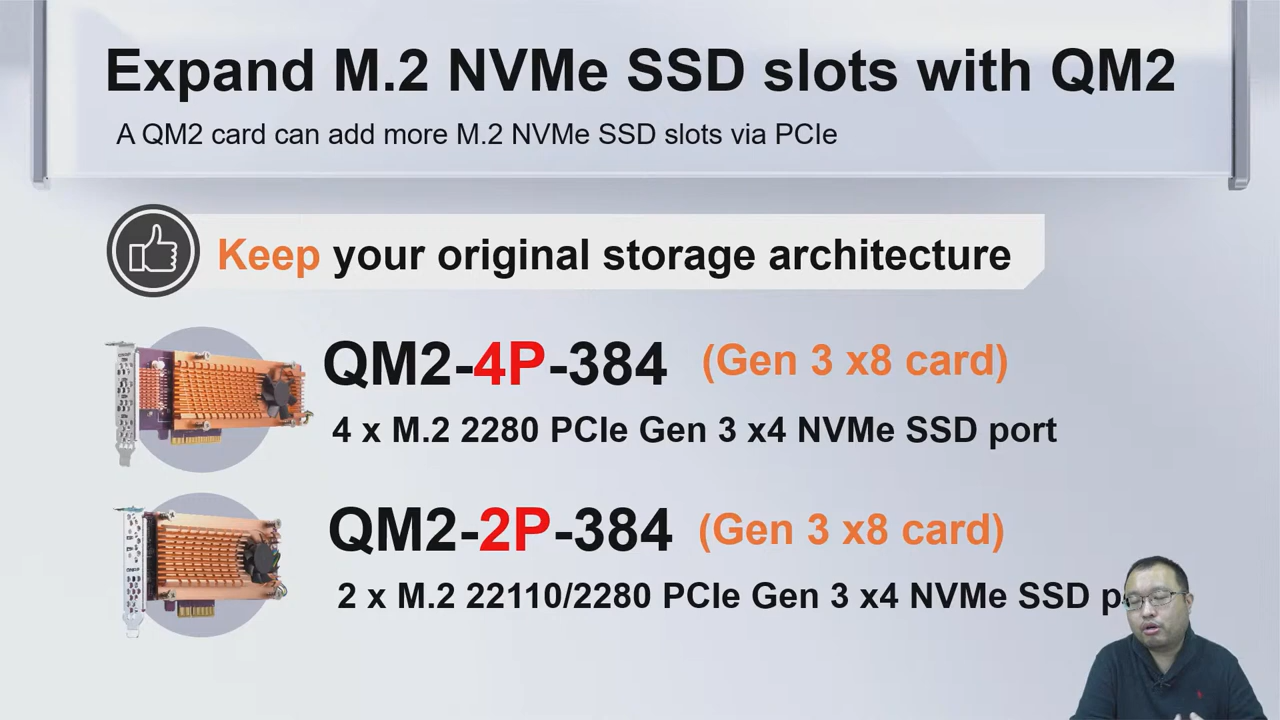 Expand M.2 NVMe SSD slots with QM2
A QM2 card can add more M.2 NVMe SSD slots via PCIe
Keep your original storage architecture
QM2-4P-384 (Gen 3 x8 card)
4 x M.2 2280 PCIe Gen 3 x4 NVMe SSD port
QM2-2P-384 (Gen 3 x8 card)
2 x M.2 22110/2280 PCIe Gen 3 x4 NVMe SSD